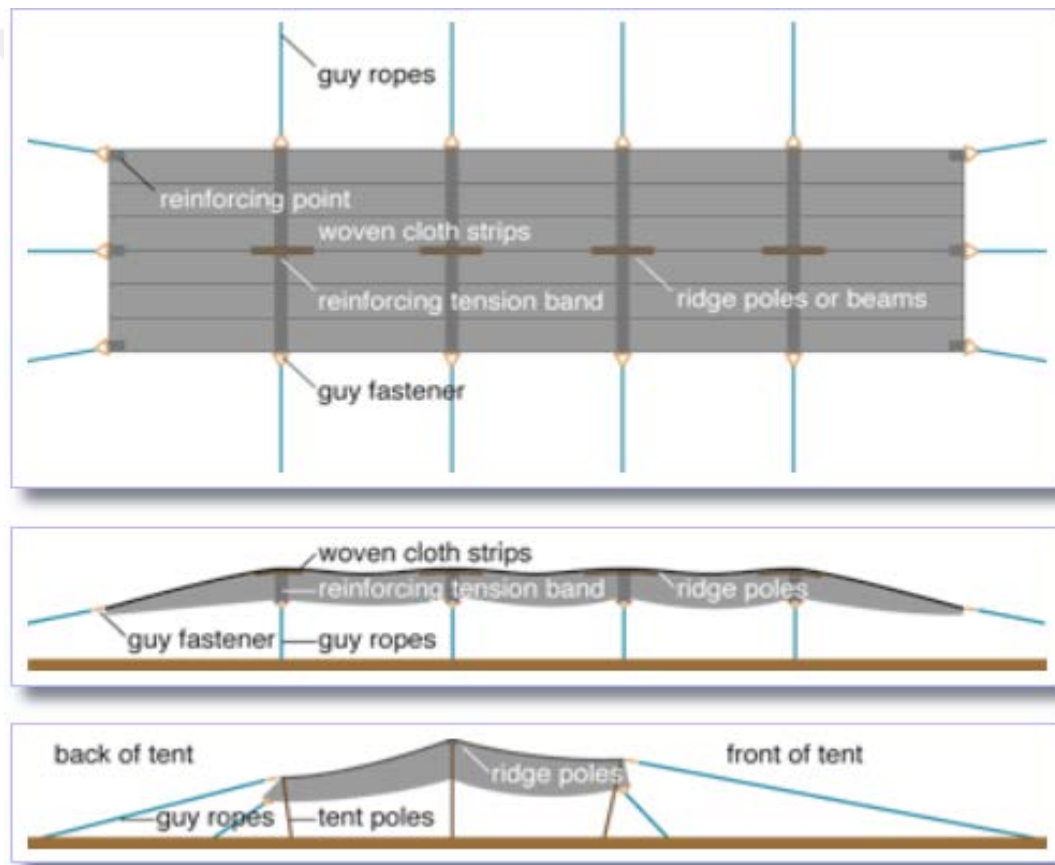 guy ropes
reinforcing point
woven cloth strips
reinforcing tension band
ridge poles or beams
guy fastener
woven cloth strips
reinforcing tension band
ridge poles
guy fastener
guy ropes
back of tent
front of tent
ridge poles
guy ropes
tent poles